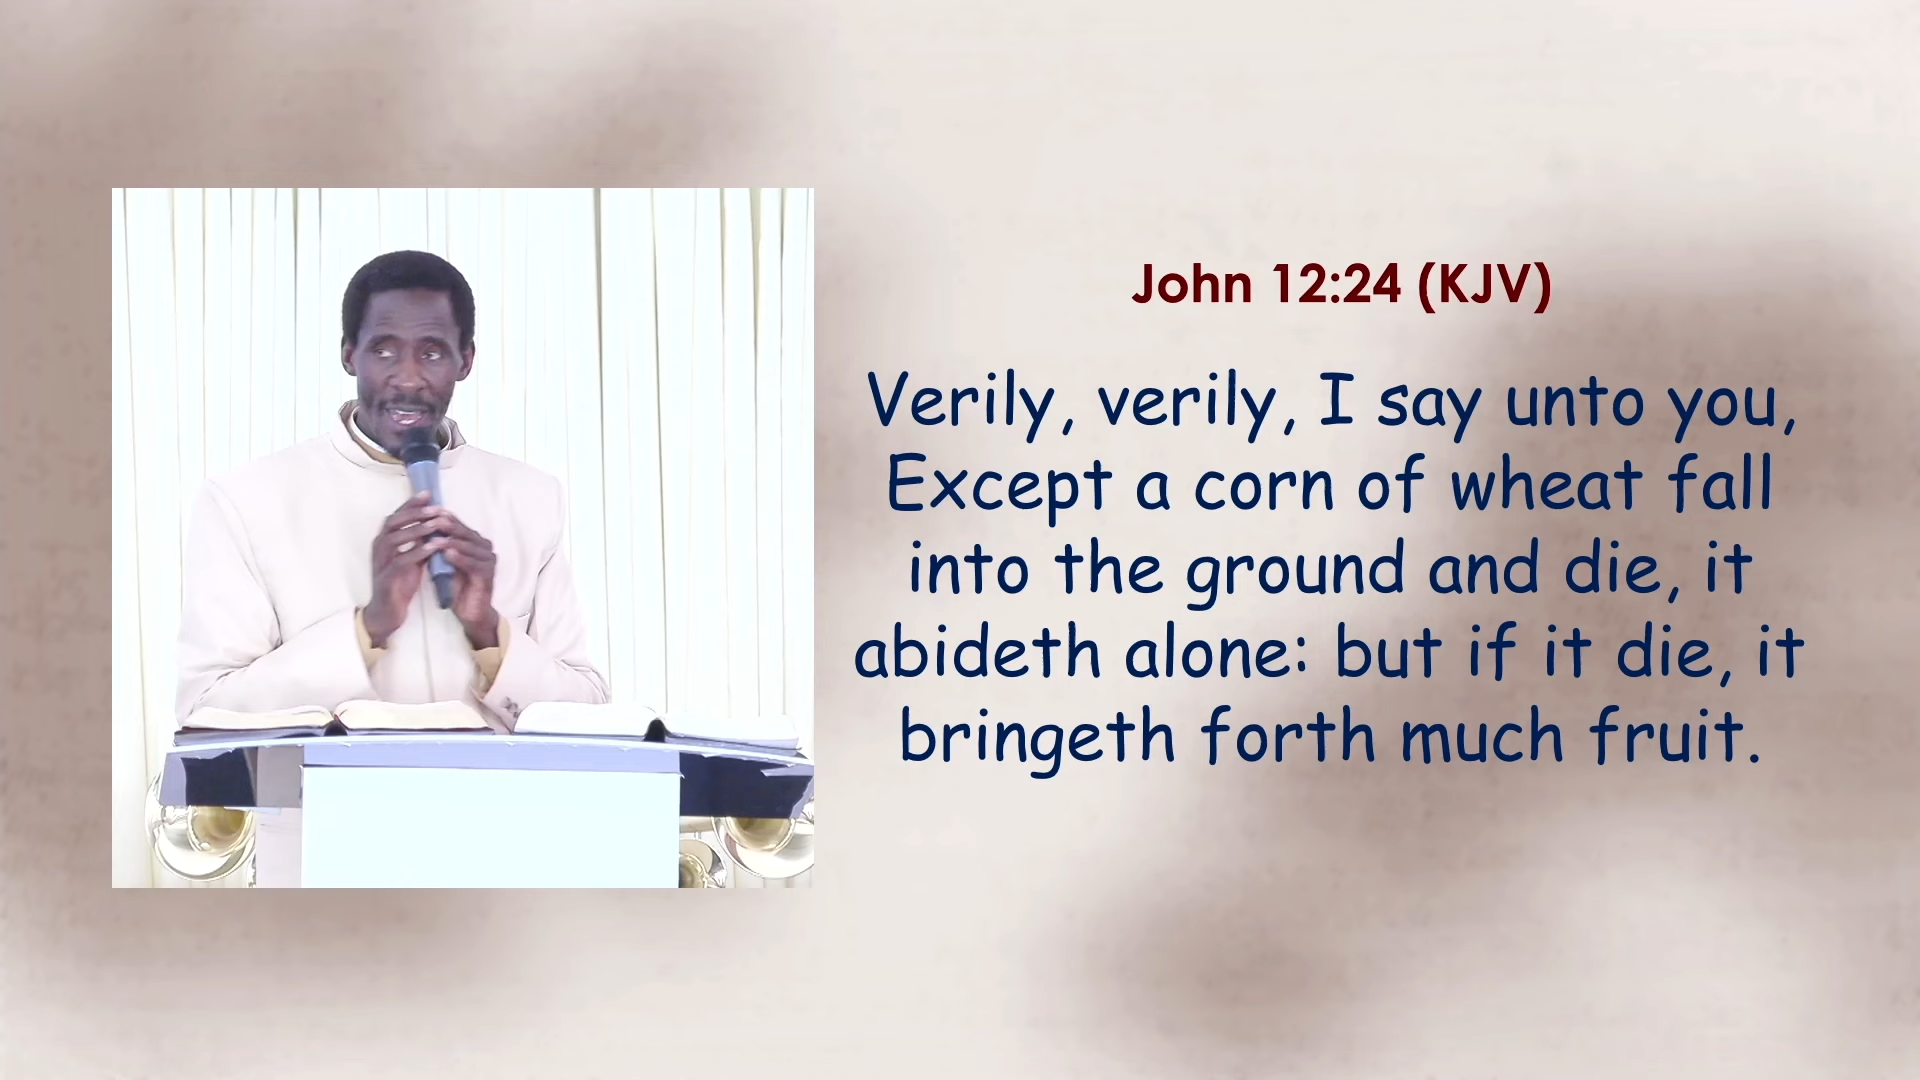 John 12:24 (KJV)
Verily, verily, I say unto you,
Except a corn of wheat fall
into the ground and die, it
abideth alone: but if it die, it
bringeth forth much fruit.